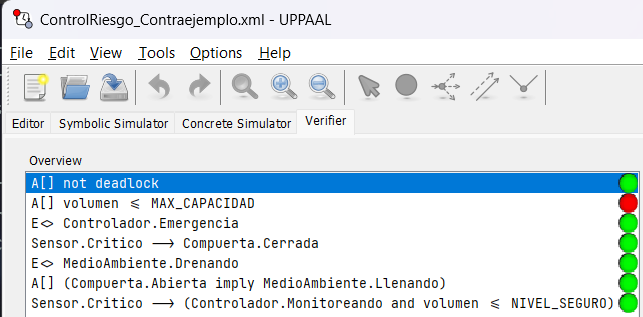 ControlRiesgo_Contraejemplo.xml - UPPAAL
File Edit View Tools Options Help
Editor Symbolic Simulator Concrete Simulator Verifier
Overview
A[] not deadlock
A[] volumen ⩽ MAX_CAPACIDAD
E<> Controlador.Emergencia
Sensor.Critico ⟶ Compuerta.Cerrada
E<> MedioAmbiente.Drenando
A[] (Compuerta.Abierta imply MedioAmbiente.Llenando)
Sensor.Critico ⟶ (Controlador.Monitoreando and volumen ⩽ NIVEL_SEGURO)